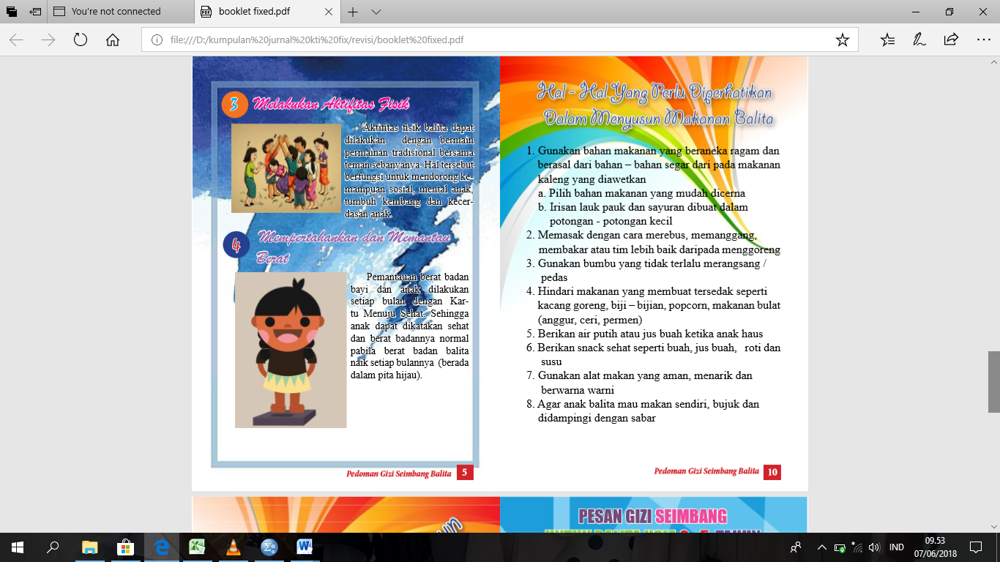 You're not connected
booklet fixed.pdf
file:///D:/kumpulan%20jurnal%20kti%20fix/revisi/booklet%20fixed.pdf
3 Melakukan Aktifitas Fisik
Aktifitas fisik balita dapat
dilakukan dengan bermain
permainan tradisional bersama
teman sebanyanya. Hal tersebut
berfungsi untuk mendorong ke-
mampuan sosial, mental anak,
tumbuh kembang dan kecer-
dasan anak.
4 Mempertahankan dan Memantau
Berat
Pemantauan berat badan
bayi dan anak dilakukan
setiap bulan dengan Kar-
tu Menuju Sehat. Sehingga
anak dapat dikatakan sehat
dan berat badannya normal
pabila berat badan balita
naik setiap bulannya (berada
dalam pita hijau).
Pedoman Gizi Seimbang Balita 5
Hal - Hal Yang Perlu Diperhatikan
Dalam Menyusun Makanan Balita
1. Gunakan bahan makanan yang beraneka ragam dan
berasal dari bahan – bahan segar dari pada makanan
kaleng yang diawetkan
a. Pilih bahan makanan yang mudah dicerna
b. Irisan lauk pauk dan sayuran dibuat dalam
potongan - potongan kecil
2. Memasak dengan cara merebus, memanggang,
membakar atau tim lebih baik daripada menggoreng
3. Gunakan bumbu yang tidak terlalu merangsang /
pedas
4. Hindari makanan yang membuat tersedak seperti
kacang goreng, biji – bijian, popcorn, makanan bulat
(anggur, ceri, permen)
5. Berikan air putih atau jus buah ketika anak haus
6. Berikan snack sehat seperti buah, jus buah, roti dan
susu
7. Gunakan alat makan yang aman, menarik dan
berwarna warni
8. Agar anak balita mau makan sendiri, bujuk dan
didampingi dengan sabar
Pedoman Gizi Seimbang Balita 10
PESAN GIZI SEIMBANG
IND
09.53
07/06/2018